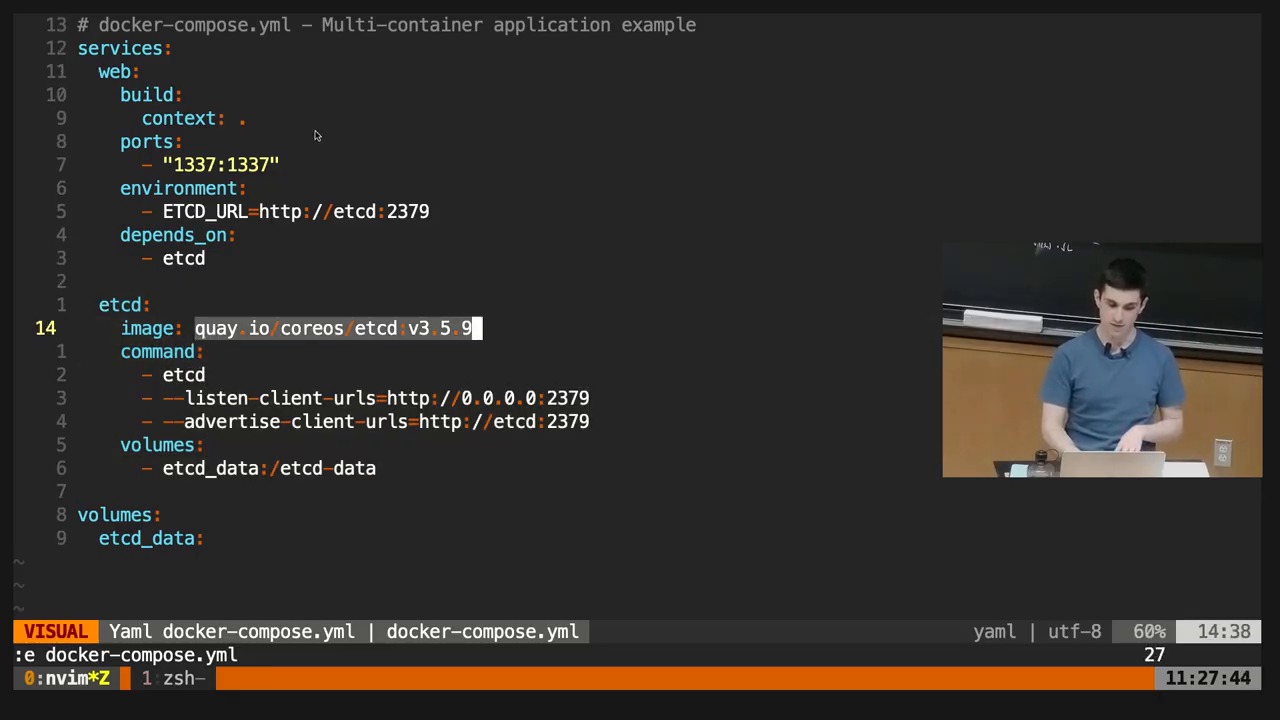 13 # docker-compose.yml - Multi-container application example
12 services:
11   web:
10     build:
9       context: .
8     ports:
7       - "1337:1337"
6     environment:
5       - ETCD_URL=http://etcd:2379
4     depends_on:
3       - etcd
2
1   etcd:
14     image: quay.io/coreos/etcd:v3.5.9
1     command:
2       - etcd
3       - --listen-client-urls=http://0.0.0.0:2379
4       - --advertise-client-urls=http://etcd:2379
5     volumes:
6       - etcd_data:/etcd-data
7
8 volumes:
9   etcd_data:
~
~
~
VISUAL Yaml docker-compose.yml | docker-compose.yml yaml | utf-8 60% 14:38
:e docker-compose.yml 27
0:nvim*Z 1:zsh- 11:27:44